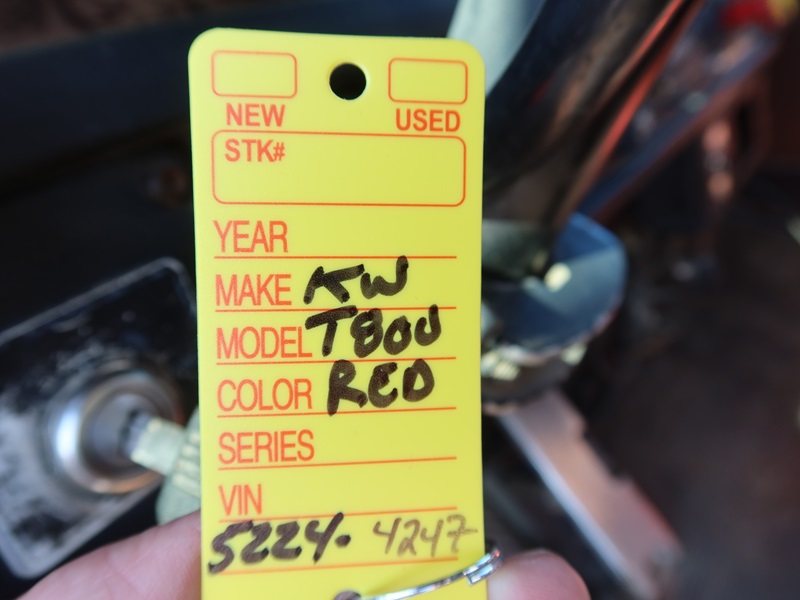 NEW USED
STK#
YEAR
MAKE KW
MODEL T800
COLOR RED
SERIES
VIN
5224- 4247